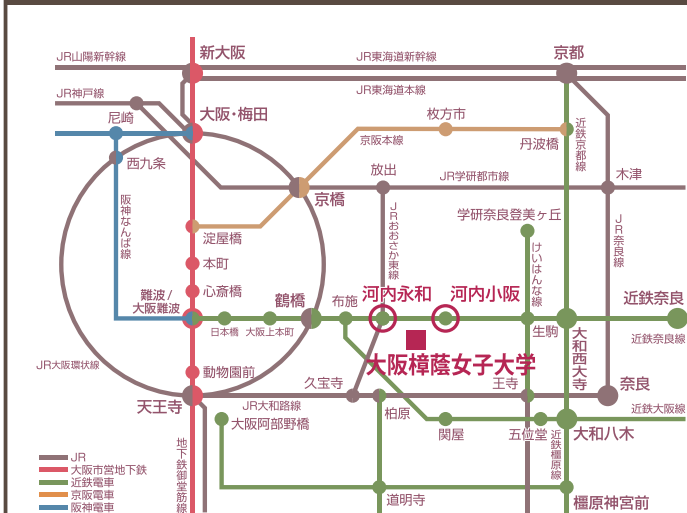 JR山陽新幹線
新大阪
JR東海道新幹線
京都
JR東海道本線
JR神戸線
尼崎
大阪・梅田
枚方市
近鉄京都線
京阪本線
丹波橋
西九条
放出
JR学研都市線
木津
京橋
阪神なんば線
JRおおさか東線
学研奈良登美ヶ丘
JR奈良線
淀屋橋
けいはんな線
本町
心斎橋
難波/
大阪難波
鶴橋
布施
河内永和
河内小阪
近鉄奈良
日本橋
大阪上本町
生駒
大和西大寺
近鉄奈良線
大阪樟蔭女子大学
JR大阪環状線
動物園前
久宝寺
王寺
奈良
天王寺
JR大和路線
柏原
近鉄大阪線
大阪阿部野橋
関屋
五位堂
近鉄橿原線
大和八木
地下鉄御堂筋線
JR
大阪市営地下鉄
近鉄電車
京阪電車
阪神電車
道明寺
橿原神宮前